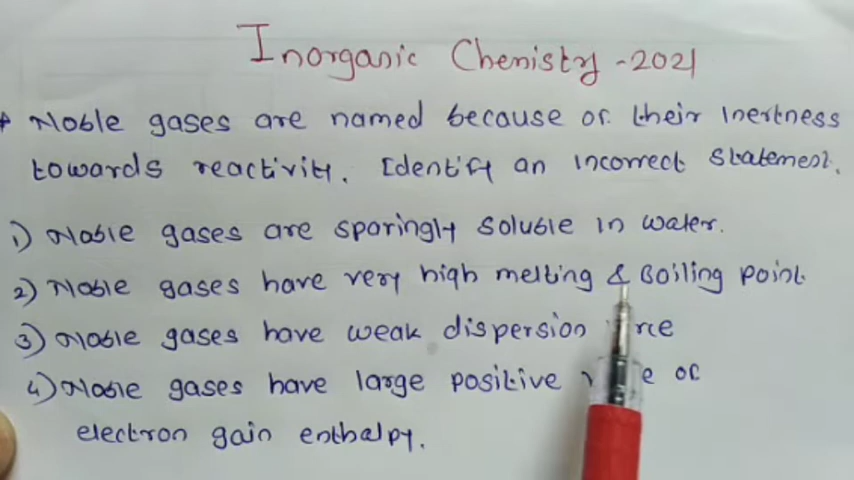 Inorganic Chemistry - 2021
* Noble gases are named because of their inertness
towards reactivity. Identify an incorrect statement.
1) Noble gases are sparingly soluble in water.
2) Noble gases have very high melting & boiling point
3) Noble gases have weak dispersion rce
4) Noble gases have large positive v e of
electron gain enthalpy.